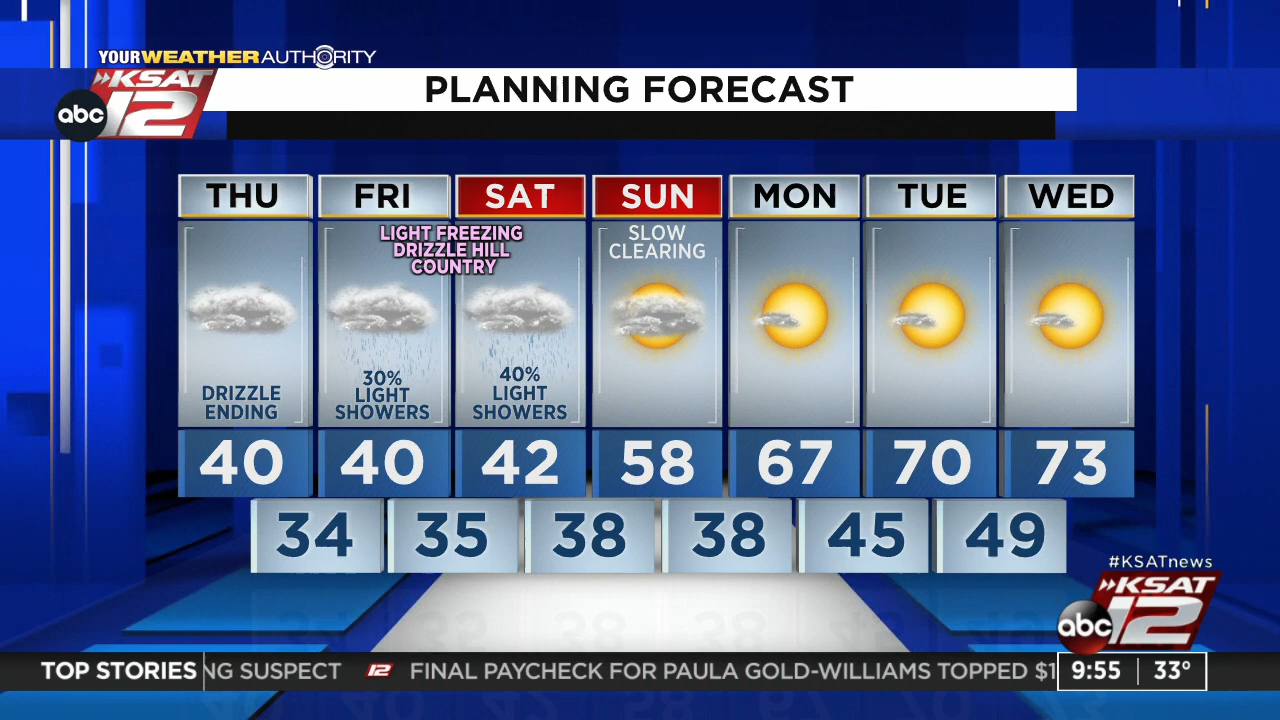 YOURWEATHERAUTHORITY
KSAT
abc 12
PLANNING FORECAST
THU FRI SAT SUN MON TUE WED
LIGHT FREEZING
DRIZZLE HILL
COUNTRY
SLOW
CLEARING
DRIZZLE
ENDING
30%
LIGHT
SHOWERS
40%
LIGHT
SHOWERS
40 40 42 58 67 70 73
34 35 38 38 45 49
#KSATnews
KSAT
abc 12
TOP STORIES NG SUSPECT 12 FINAL PAYCHECK FOR PAULA GOLD-WILLIAMS TOPPED $1 9:55 33°